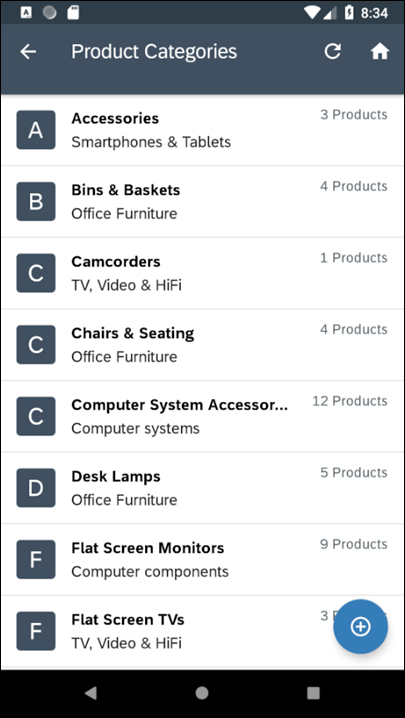 A 8:34
Product Categories
A Accessories 3 Products
Smartphones & Tablets
B Bins & Baskets 4 Products
Office Furniture
C Camcorders 1 Products
TV, Video & HiFi
C Chairs & Seating 4 Products
Office Furniture
C Computer System Accessor... 12 Products
Computer systems
D Desk Lamps 5 Products
Office Furniture
F Flat Screen Monitors 9 Products
Computer components
F Flat Screen TVs 3
TV, Video & HiFi